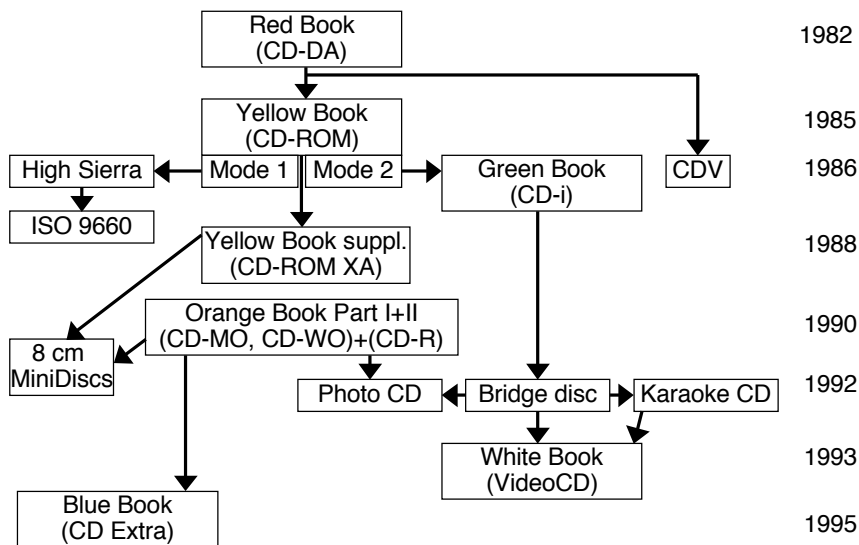 Red Book
(CD-DA)
1982
Yellow Book
(CD-ROM)
1985
High Sierra
Mode 1
Mode 2
Green Book
(CD-i)
CDV
1986
ISO 9660
Yellow Book suppl.
(CD-ROM XA)
1988
Orange Book Part I+II
(CD-MO, CD-WO)+(CD-R)
1990
8 cm
MiniDiscs
Photo CD
Bridge disc
Karaoke CD
1992
White Book
(VideoCD)
1993
Blue Book
(CD Extra)
1995